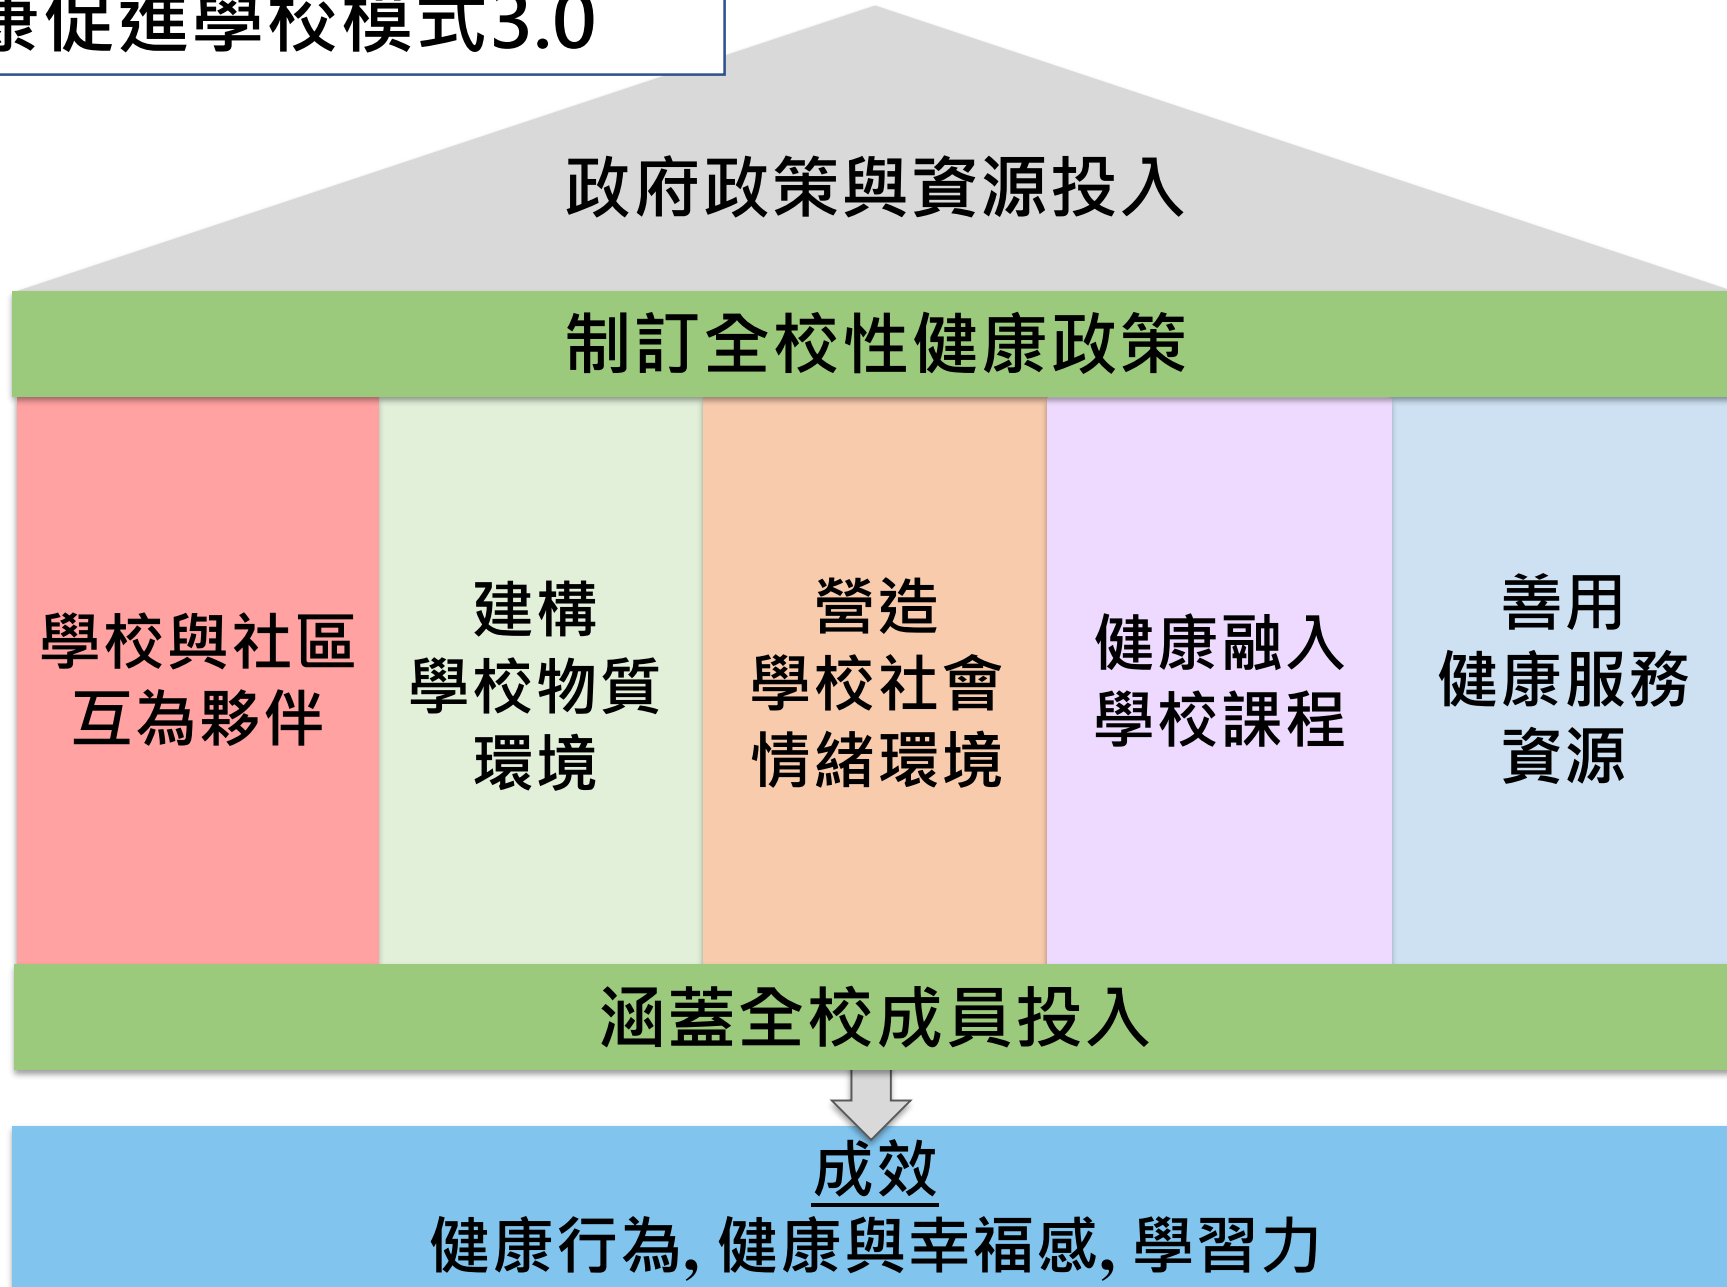 康促進學校模式3.0
政府政策與資源投入
制訂全校性健康政策
學校與社區
互為夥伴
建構
學校物質
環境
營造
學校社會
情緒環境
健康融入
學校課程
善用
健康服務
資源
涵蓋全校成員投入
成效
健康行為, 健康與幸福感, 學習力